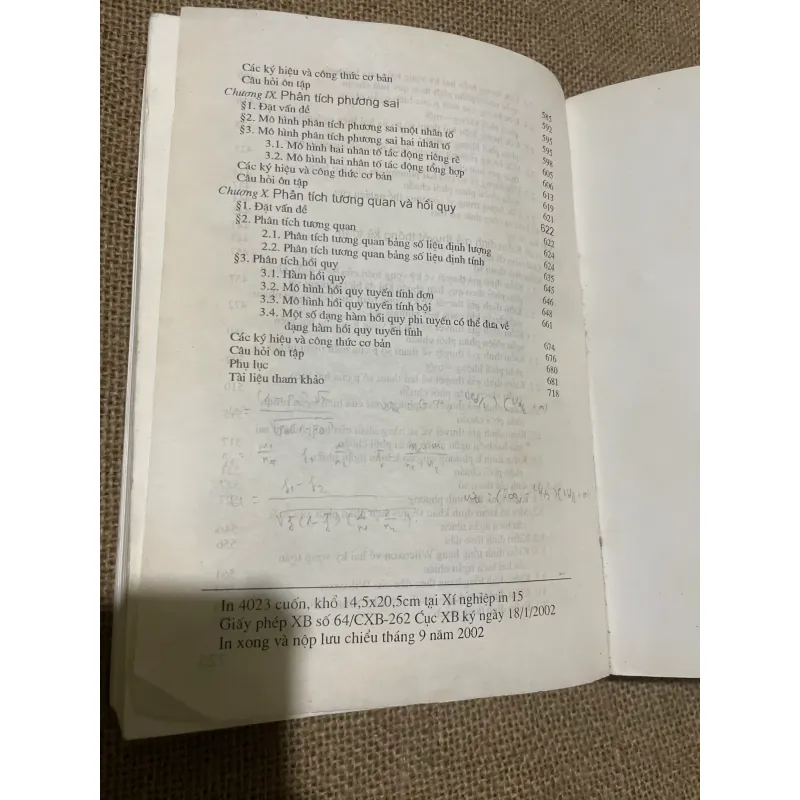 Các ký hiệu và công thức cơ bản 585
Câu hỏi ôn tập 592
Chương IX. Phân tích phương sai 595
§1. Đặt vấn đề 595
§2. Mô hình phân tích phương sai một nhân tố 598
§3. Mô hình phân tích phương sai hai nhân tố 605
3.1. Mô hình hai nhân tố tác động riêng rẽ 606
3.2. Mô hình hai nhân tố tác động tổng hợp 613
Các ký hiệu và công thức cơ bản 619
Câu hỏi ôn tập 621
Chương X. Phân tích tương quan và hồi quy 622
§1. Đặt vấn đề 622
§2. Phân tích tương quan 624
2.1. Phân tích tương quan bằng số liệu định lượng 624
2.2. Phân tích tương quan bằng số liệu định tính 635
§3. Phân tích hồi quy 645
3.1. Hàm hồi quy 646
3.2. Mô hình hồi quy tuyến tính đơn 648
3.3. Mô hình hồi quy tuyến tính bội 661
3.4. Một số dạng hàm hồi quy phi tuyến có thể đưa về
dạng hàm hồi quy tuyến tính 674
Các ký hiệu và công thức cơ bản 676
Câu hỏi ôn tập 680
Phụ lục 681
Tài liệu tham khảo 718
In 4023 cuốn, khổ 14,5x20,5cm tại Xí nghiệp in 15
Giấy phép XB số 64/CXB-262 Cục XB ký ngày 18/1/2002
In xong và nộp lưu chiểu tháng 9 năm 2002